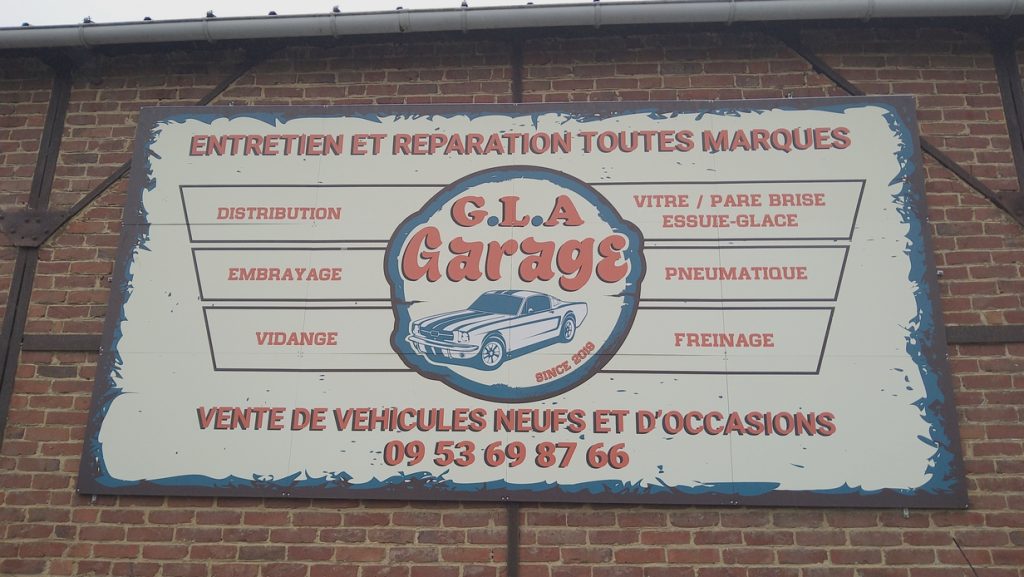 ENTRETIEN ET REPARATION TOUTES MARQUES
G.L.A
Garage
SINCE 2019
DISTRIBUTION
EMBRAYAGE
VIDANGE
VITRE / PARE BRISE
ESSUIE-GLACE
PNEUMATIQUE
FREINAGE
VENTE DE VEHICULES NEUFS ET D'OCCASIONS
09 53 69 87 66